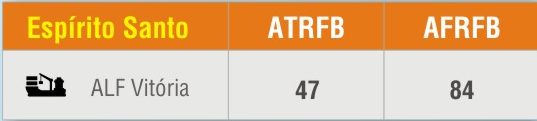 Espírito Santo ATRFB AFRFB
ALF Vitória 47 84